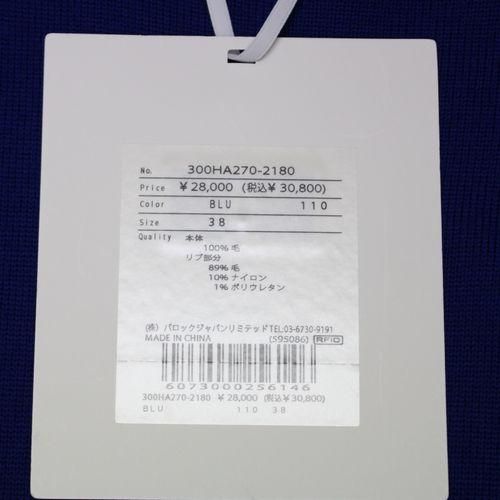 No. 300HA270-2180
Price ¥28,000 (税込¥30,800)
Color BLU 110
Size 38
Quality 本体
100% 毛
リブ部分
89% 毛
10% ナイロン
1% ポリウレタン
(株) バロックジャパンリミテッド TEL:03-6730-9191
MADE IN CHINA (S95086) RFID
6073000256146
300HA270-2180 ¥28,000 (税込¥30,800)
BLU 110 38